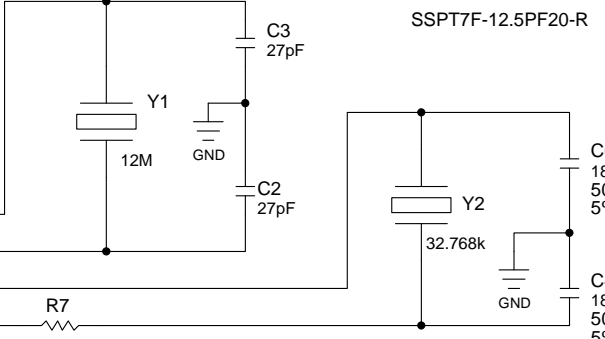 SSPT7F-12.5PF20-R
C3
27pF
Y1
GND
12M
C2
27pF
Y2
32.768k
GND
R7